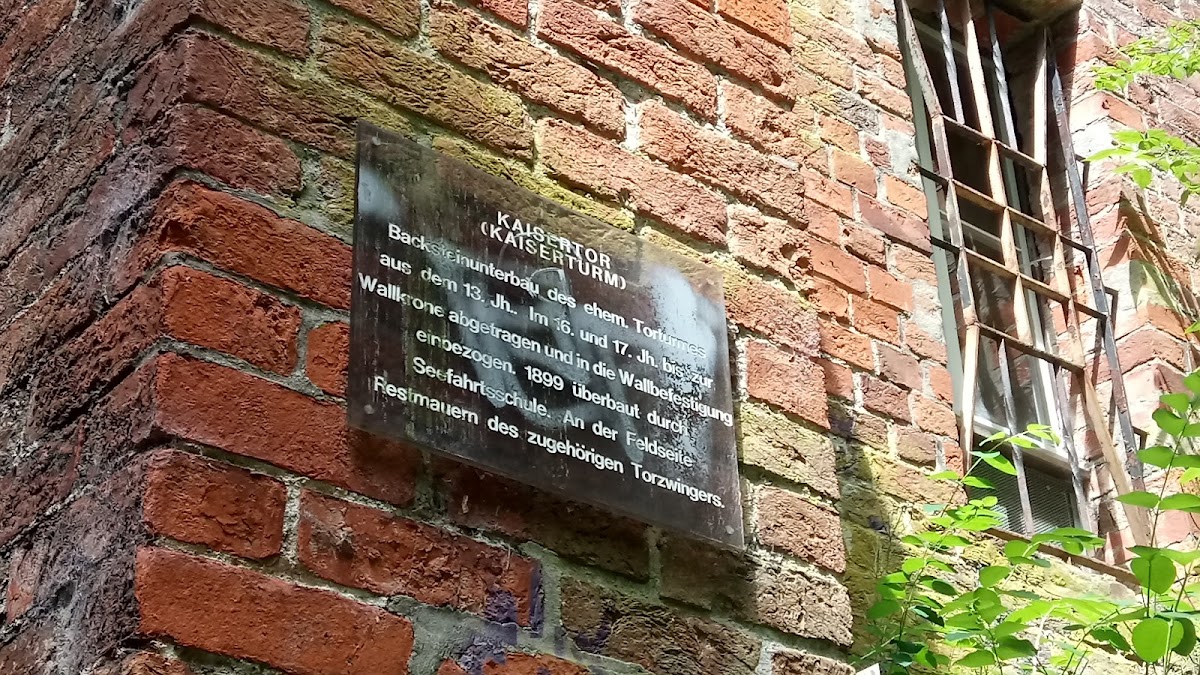 KAISERTOR
(KAISERTURM)
Backsteinunterbau des ehem. Torturmes
aus dem 13. Jh.. Im 16. und 17. Jh. bis zur
Wallkrone abgetragen und in die Wallbefestigung
einbezogen. 1899 überbaut durch
Seefahrtsschule. An der Feldseite
Restmauern des zugehörigen Torzwingers.